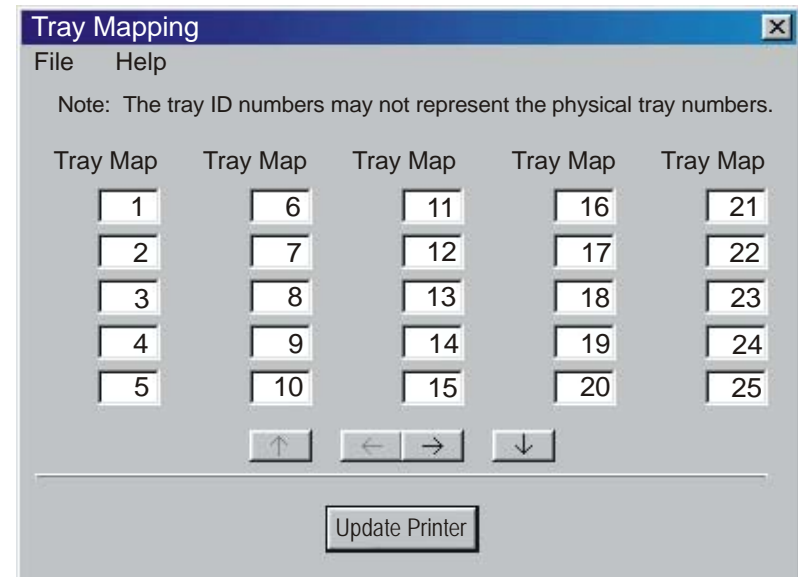 Tray Mapping
File Help
Note: The tray ID numbers may not represent the physical tray numbers.
Tray Map Tray Map Tray Map Tray Map Tray Map
1 6 11 16 21
2 7 12 17 22
3 8 13 18 23
4 9 14 19 24
5 10 15 20 25
Update Printer